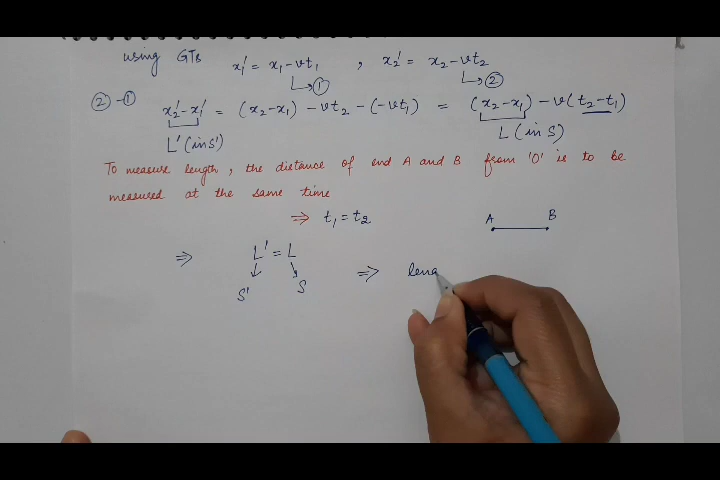 using GTs x₁' = x₁ - vt₁ , x₂' = x₂ - vt₂
↳① ↳②
② - ① x₂' - x₁' = (x₂ - x₁) - vt₂ - (-vt₁) = (x₂ - x₁) - v(t₂ - t₁)
L' (in S') L (in S)
To measure length, the distance of end A and B from 'O' is to be
measured at the same time
⇒ t₁ = t₂
A B
⇒ L' = L ⇒ leng
S' S